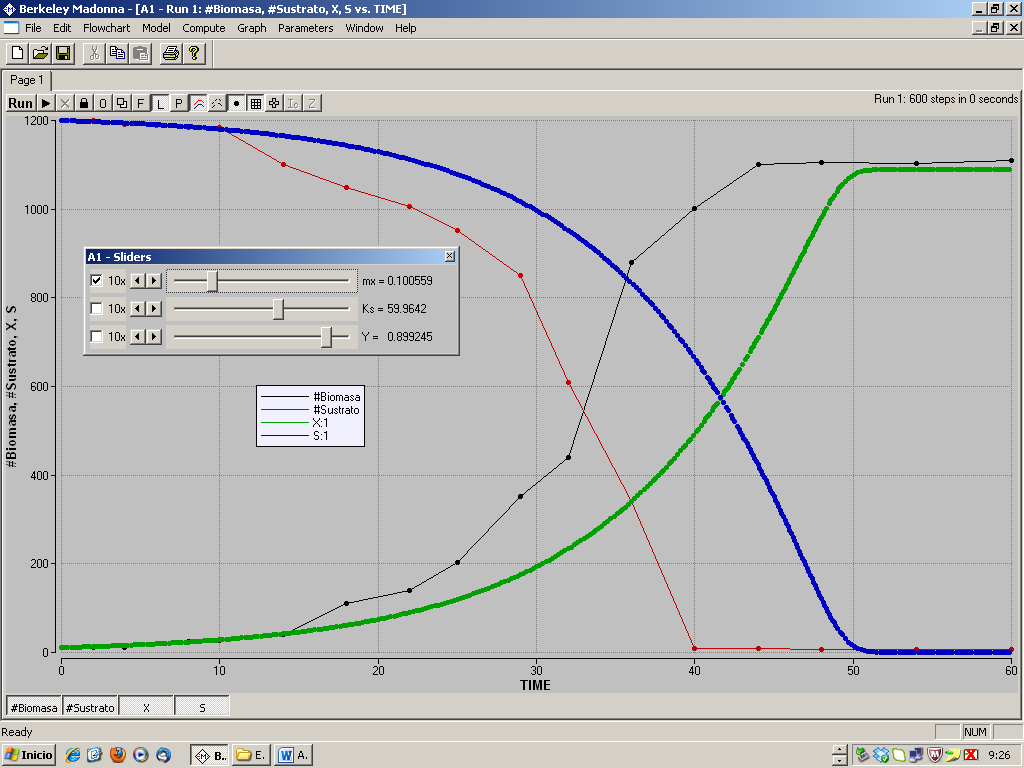 Berkeley Madonna - [A1 - Run 1: #Biomasa, #Sustrato, X, S vs. TIME]
File Edit Flowchart Model Compute Graph Parameters Window Help
Page 1
Run O F L P Ic Z
Run 1: 600 steps in 0 seconds
1200
1000
800
600
400
200
0
#Biomasa, #Sustrato, X, S
A1 - Sliders
10x mx = 0.100559
10x Ks = 59.9642
10x Y = 0.899245
#Biomasa
#Sustrato
X:1
S:1
0 10 20 30 40 50 60
TIME
#Biomasa #Sustrato X S
Ready
NUM
Inicio B.. E. A. 9:26